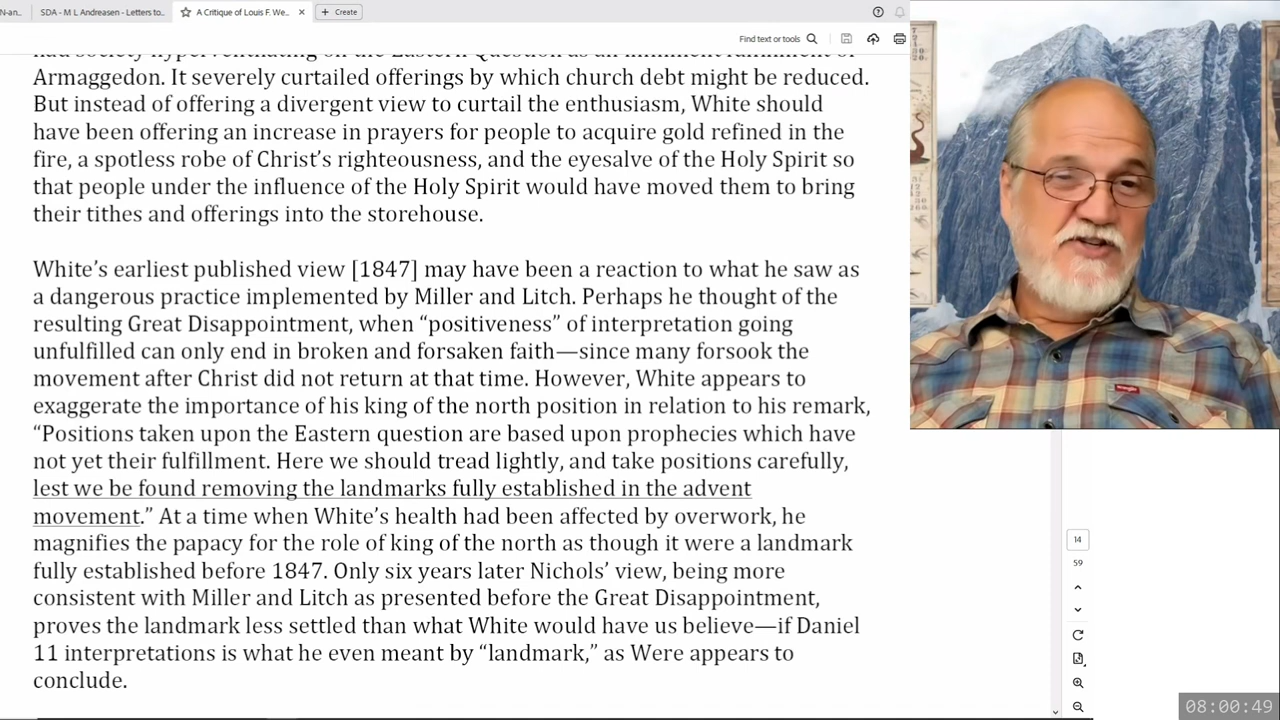 N-an..
SDA - M L Andreasen - Letters to..
A Critique of Louis F. We...
Create
Find text or tools
Armaggedon. It severely curtailed offerings by which church debt might be reduced.
But instead of offering a divergent view to curtail the enthusiasm, White should
have been offering an increase in prayers for people to acquire gold refined in the
fire, a spotless robe of Christ’s righteousness, and the eyesalve of the Holy Spirit so
that people under the influence of the Holy Spirit would have moved them to bring
their tithes and offerings into the storehouse.
White’s earliest published view [1847] may have been a reaction to what he saw as
a dangerous practice implemented by Miller and Litch. Perhaps he thought of the
resulting Great Disappointment, when “positiveness” of interpretation going
unfulfilled can only end in broken and forsaken faith—since many forsook the
movement after Christ did not return at that time. However, White appears to
exaggerate the importance of his king of the north position in relation to his remark,
“Positions taken upon the Eastern question are based upon prophecies which have
not yet their fulfillment. Here we should tread lightly, and take positions carefully,
lest we be found removing the landmarks fully established in the advent
movement.” At a time when White’s health had been affected by overwork, he
magnifies the papacy for the role of king of the north as though it were a landmark
fully established before 1847. Only six years later Nichols’ view, being more
consistent with Miller and Litch as presented before the Great Disappointment,
proves the landmark less settled than what White would have us believe—if Daniel
11 interpretations is what he even meant by “landmark,” as Were appears to
conclude.
14
59
Wrangler
08:00:49